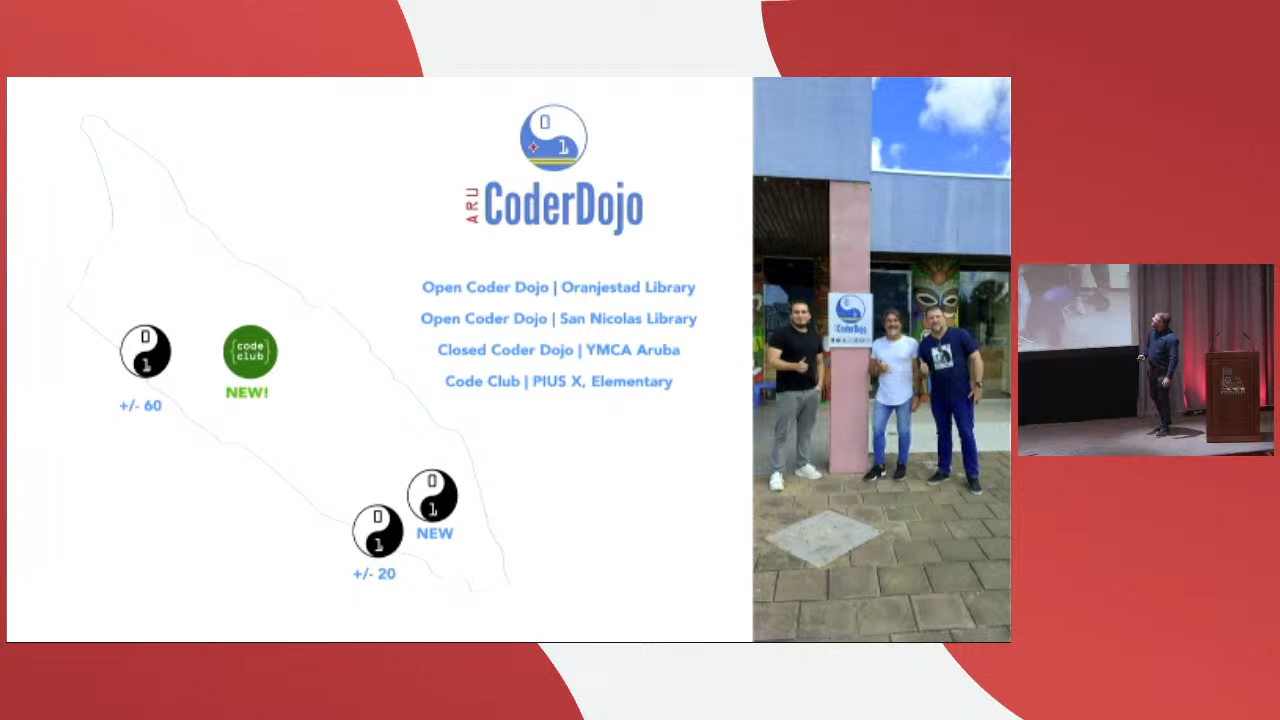 0
1
ARU
CoderDojo
Open Coder Dojo | Oranjestad Library
Open Coder Dojo | San Nicolas Library
Closed Coder Dojo | YMCA Aruba
Code Club | PIUS X, Elementary
0
1
+/- 60
{code
club}
NEW!
0
1
NEW
0
1
+/- 20
CoderDojo